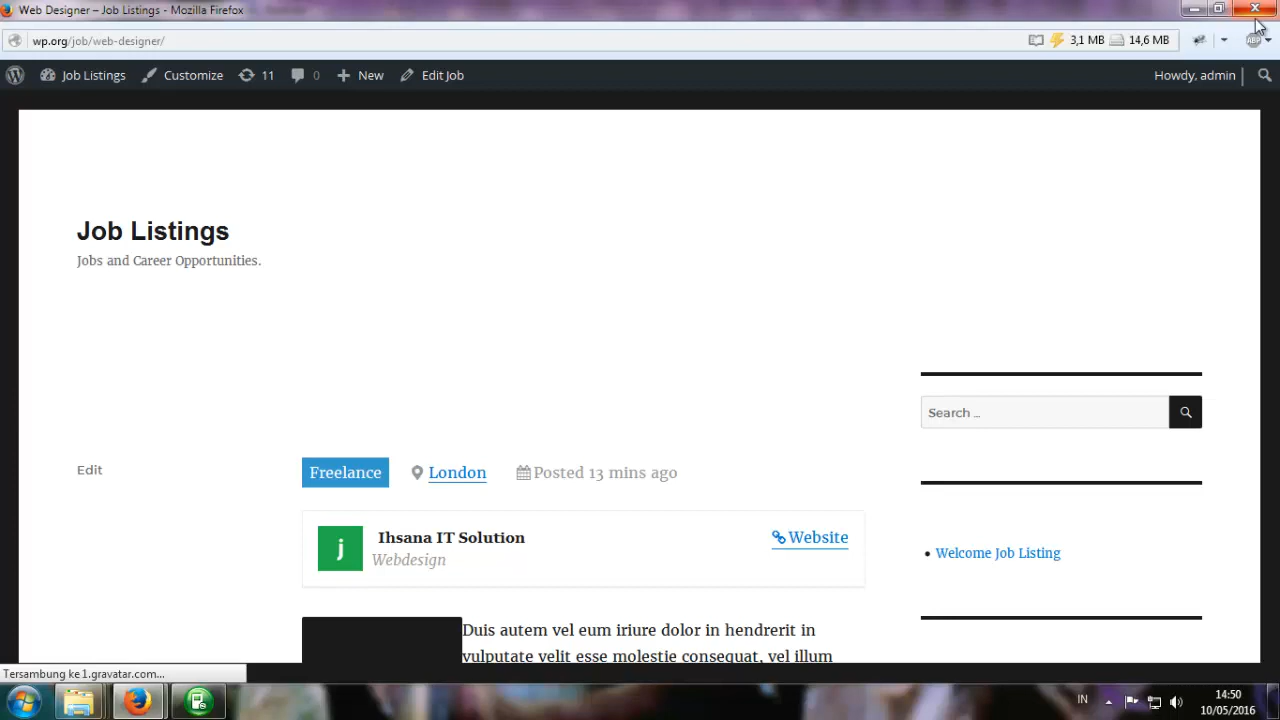 Web Designer – Job Listings - Mozilla Firefox
wp.org/job/web-designer/
3,1 MB 14,6 MB ABP
Job Listings Customize 11 0 New Edit Job Howdy, admin
Job Listings
Jobs and Career Opportunities.
Search …
Edit
Freelance London Posted 13 mins ago
j Ihsana IT Solution Website
Webdesign
Welcome Job Listing
Duis autem vel eum iriure dolor in hendrerit in
vulputate velit esse molestie consequat, vel illum
Tersambung ke 1.gravatar.com...
IN 14:50
10/05/2016